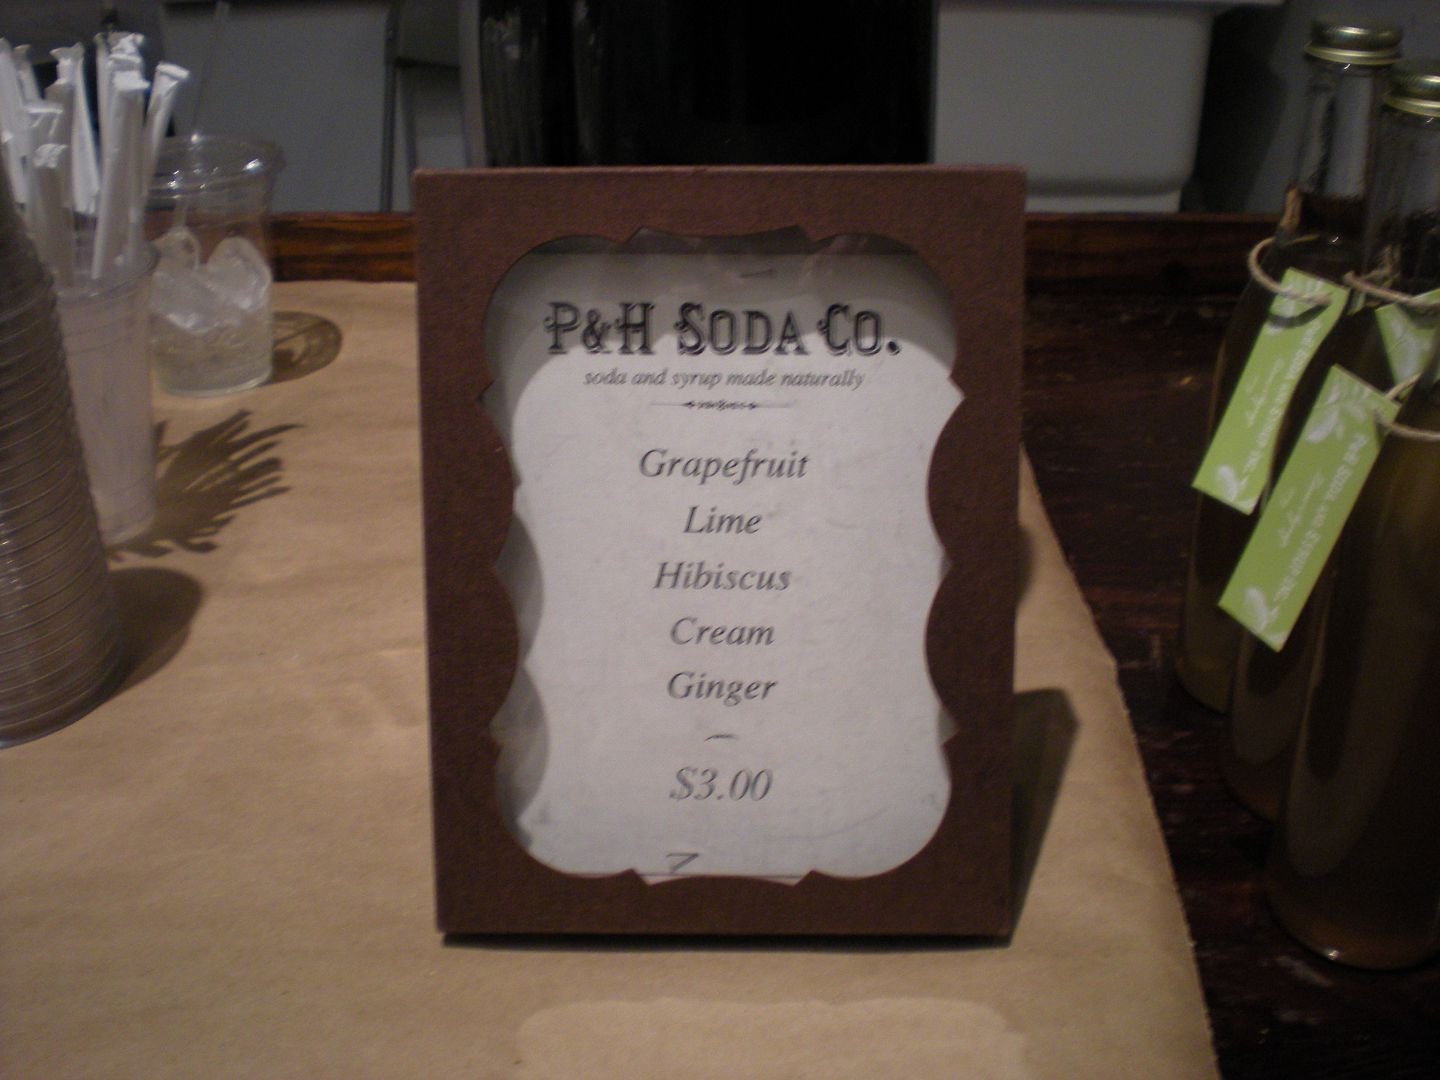 P&H SODA CO.
soda and syrup made naturally
Grapefruit
Lime
Hibiscus
Cream
Ginger
$3.00